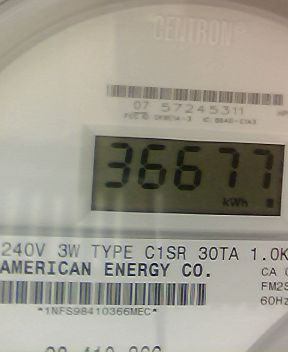 CENTRON
07 57245311
36677
kWh
240V 3W TYPE C1SR 30TA 1.0K
AMERICAN ENERGY CO.
CA
FM2S
60Hz
*1NFS98410366MEC*